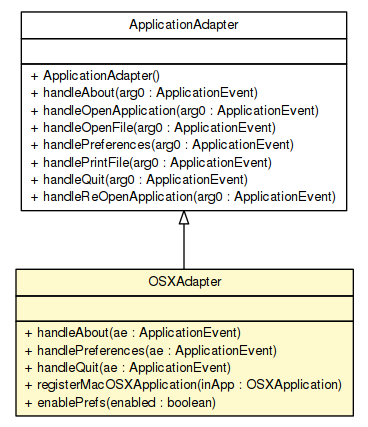 ApplicationAdapter
+ ApplicationAdapter()
+ handleAbout(arg0 : ApplicationEvent)
+ handleOpenApplication(arg0 : ApplicationEvent)
+ handleOpenFile(arg0 : ApplicationEvent)
+ handlePreferences(arg0 : ApplicationEvent)
+ handlePrintFile(arg0 : ApplicationEvent)
+ handleQuit(arg0 : ApplicationEvent)
+ handleReOpenApplication(arg0 : ApplicationEvent)
OSXAdapter
+ handleAbout(ae : ApplicationEvent)
+ handlePreferences(ae : ApplicationEvent)
+ handleQuit(ae : ApplicationEvent)
+ registerMacOSXApplication(inApp : OSXApplication)
+ enablePrefs(enabled : boolean)